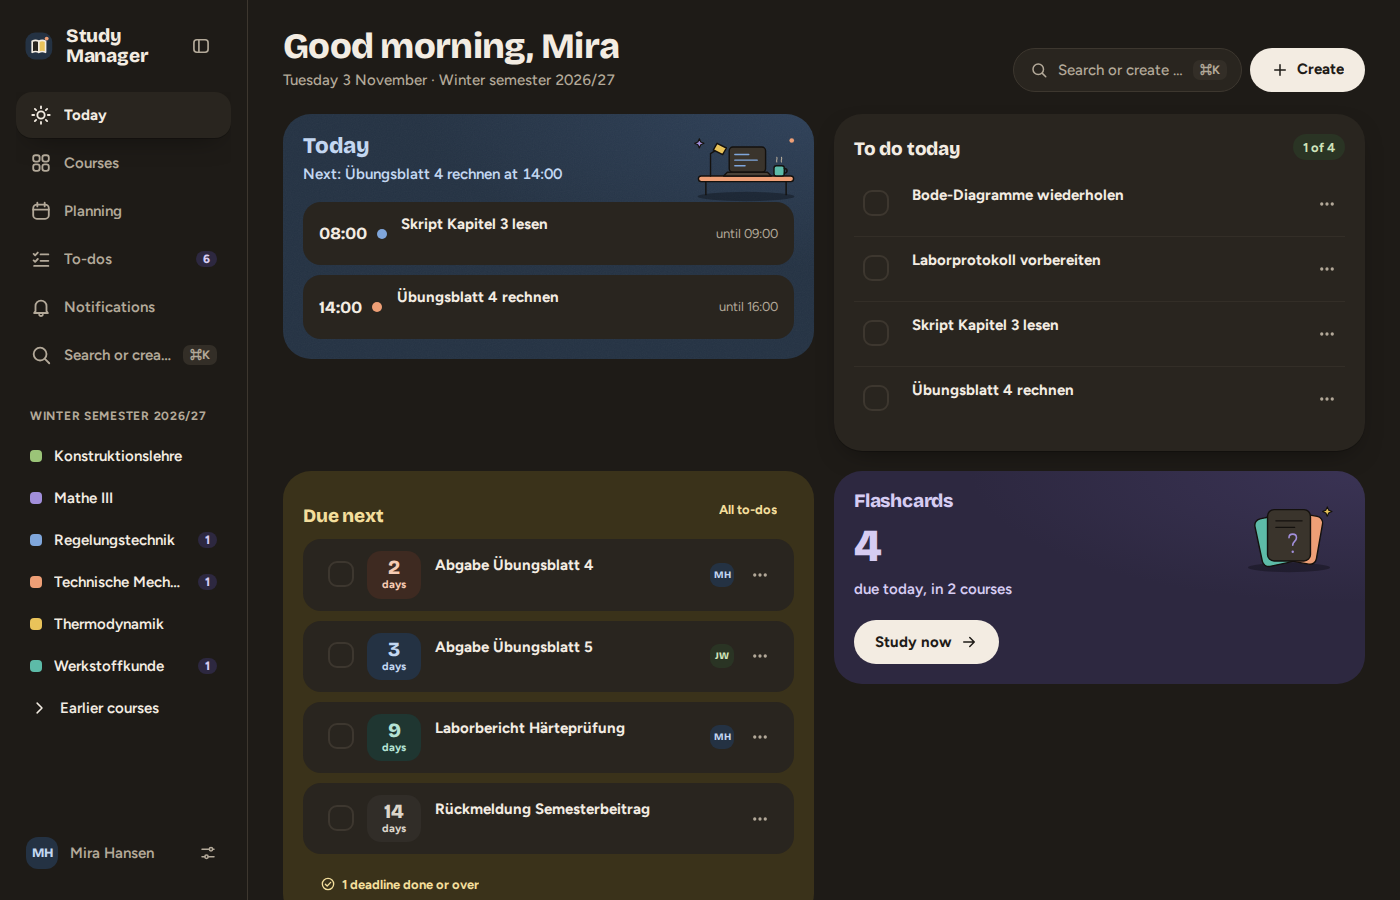 Study
Manager
Today
Courses
Planning
To-dos 6
Notifications
Search or crea... ⌘K
WINTER SEMESTER 2026/27
Konstruktionslehre
Mathe III
Regelungstechnik 1
Technische Mech... 1
Thermodynamik
Werkstoffkunde 1
Earlier courses
MH Mira Hansen
Good morning, Mira
Tuesday 3 November · Winter semester 2026/27
Search or create ... ⌘K
Create
Today
Next: Übungsblatt 4 rechnen at 14:00
08:00 Skript Kapitel 3 lesen until 09:00
14:00 Übungsblatt 4 rechnen until 16:00
To do today 1 of 4
Bode-Diagramme wiederholen
Laborprotokoll vorbereiten
Skript Kapitel 3 lesen
Übungsblatt 4 rechnen
Due next All to-dos
2 days Abgabe Übungsblatt 4 MH
3 days Abgabe Übungsblatt 5 JW
9 days Laborbericht Härteprüfung MH
14 days Rückmeldung Semesterbeitrag
1 deadline done or over
Flashcards
4
due today, in 2 courses
Study now
?